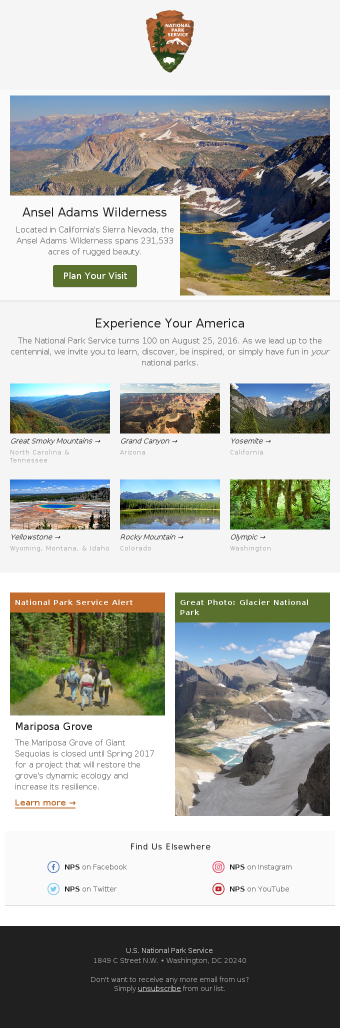 NATIONAL
PARK
SERVICE
Ansel Adams Wilderness
Located in California's Sierra Nevada, the
Ansel Adams Wilderness spans 231,533
acres of rugged beauty.
Plan Your Visit
Experience Your America
The National Park Service turns 100 on August 25, 2016. As we lead up to the
centennial, we invite you to learn, discover, be inspired, or simply have fun in your
national parks.
Great Smoky Mountains →
North Carolina &
Tennessee
Grand Canyon →
Arizona
Yosemite →
California
Yellowstone →
Wyoming, Montana, & Idaho
Rocky Mountain →
Colorado
Olympic →
Washington
National Park Service Alert
Mariposa Grove
The Mariposa Grove of Giant
Sequoias is closed until Spring 2017
for a project that will restore the
grove's dynamic ecology and
increase its resilience.
Learn more →
Great Photo: Glacier National
Park
Find Us Elsewhere
NPS on Facebook
NPS on Instagram
NPS on Twitter
NPS on YouTube
U.S. National Park Service
1849 C Street N.W. • Washington, DC 20240
Don't want to receive any more email from us?
Simply unsubscribe from our list.